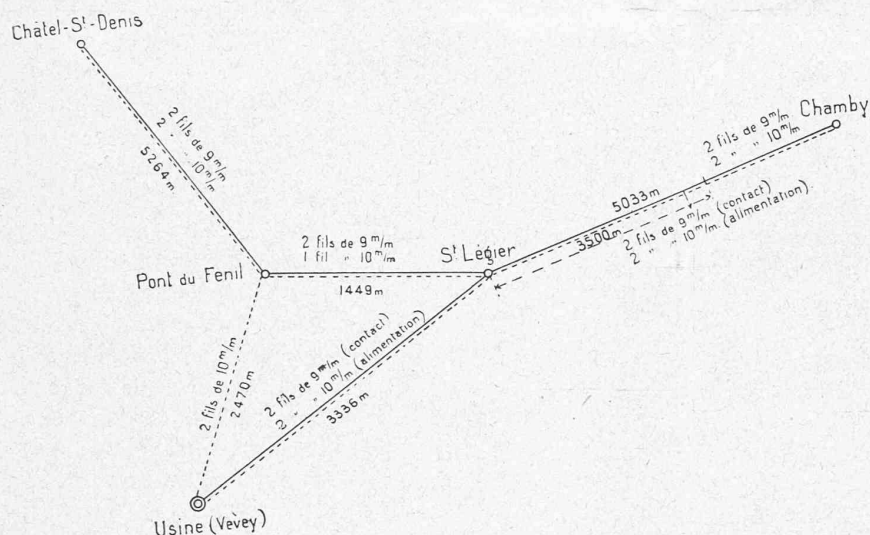 Châtel-St-Denis
2 fils de 9 m/m
2 " " 10 m/m
5264 m
Chamby
2 fils de 9 m/m
2 " " 10 m/m
5033 m
3500 m
2 fils de 9 m/m (contact)
2 " " 10 m/m. (alimentation).
2 fils de 9 m/m
1 fil " 10 m/m
St Légier
Pont du Fenil
1449 m
2 fils de 10 m/m
2470 m
2 fils de 9 m/m (contact)
2 " " 10 m/m (alimentation)
3336 m
Usine (Vevey)